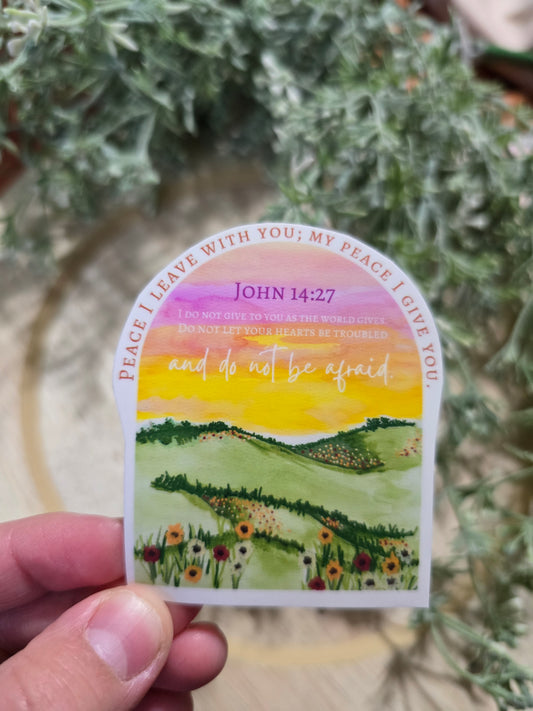 Peace I leave with you; my peace I give you.
John 14:27
I do not give to you as the world gives.
Do not let your hearts be troubled
and do not be afraid.